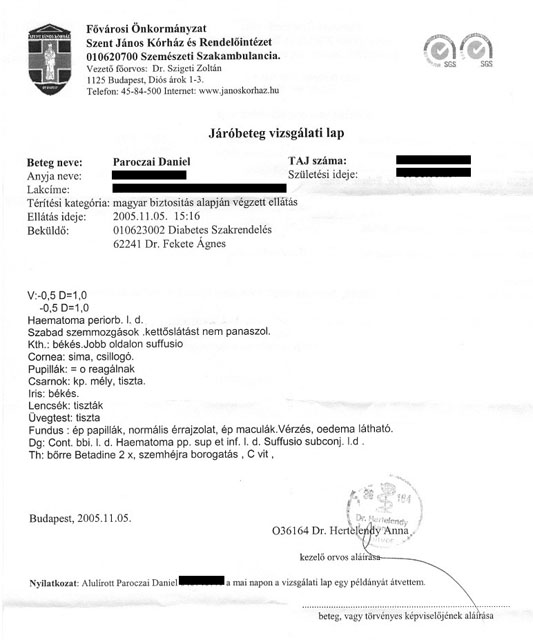 SZENT JÁNOS KÓRHÁZ
BUDAPEST
Fővárosi Önkormányzat
Szent János Kórház és Rendelőintézet
010620700 Szemészeti Szakambulancia.
Vezető főorvos: Dr. Szigeti Zoltán
1125 Budapest, Diós árok 1-3.
Telefon: 45-84-500 Internet: www.janoskorhaz.hu
SGS SGS
Járóbeteg vizsgálati lap
Beteg neve: Paroczai Daniel TAJ száma:
Anyja neve: Születési ideje:
Lakcíme:
Térítési kategória: magyar biztositás alapján végzett ellátás
Ellátás ideje: 2005.11.05. 15:16
Beküldő: 010623002 Diabetes Szakrendelés
62241 Dr. Fekete Ágnes
V:-0,5 D=1,0
-0,5 D=1,0
Haematoma periorb. l. d.
Szabad szemmozgások .kettőslátást nem panaszol.
Kth.: békés.Jobb oldalon suffusio
Cornea: sima, csillogó.
Pupillák: = o reagálnak
Csarnok: kp. mély, tiszta.
Iris: békés.
Lencsék: tiszták
Üvegtest: tiszta
Fundus : ép papillák, normális érrajzolat, ép maculák.Vérzés, oedema látható.
Dg: Cont. bbi. l. d. Haematoma pp. sup et inf. l. d. Suffusio subconj. l.d .
Th: bőrre Betadine 2 x, szemhéjra borogatás , C vit ,
184
Dr. Hertelendy
Budapest, 2005.11.05.
O36164 Dr. Hertelendy Anna
kezelő orvos aláírása
Nyilatkozat: Alulírott Paroczai Daniel a mai napon a vizsgálati lap egy példányát átvettem.
beteg, vagy törvényes képviselőjének aláírása